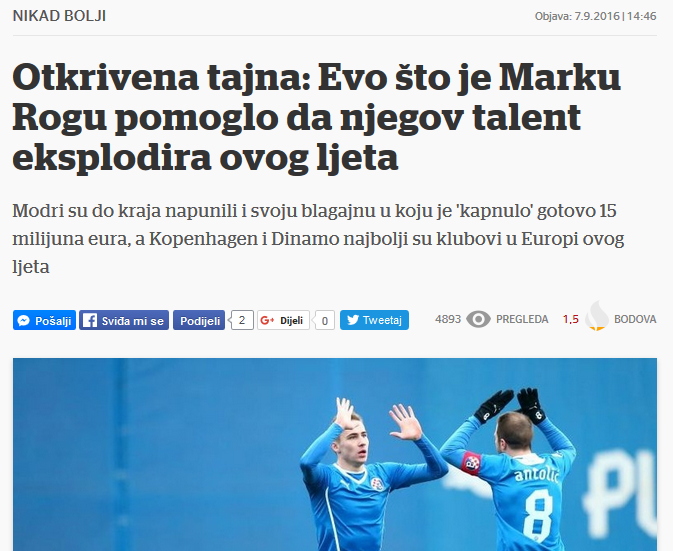 NIKAD BOLJI
Objava: 7.9.2016 | 14:46
Otkrivena tajna: Evo što je Marku
Rogu pomoglo da njegov talent
eksplodira ovog ljeta
Modri su do kraja napunili i svoju blagajnu u koju je 'kapnulo' gotovo 15
milijuna eura, a Kopenhagen i Dinamo najbolji su klubovi u Europi ovog
ljeta
Pošalji Sviđa mi se Podijeli 2 G+ Dijeli 0 Tweetaj 4893 PREGLEDA 1,5 BODOVA
antolić
8